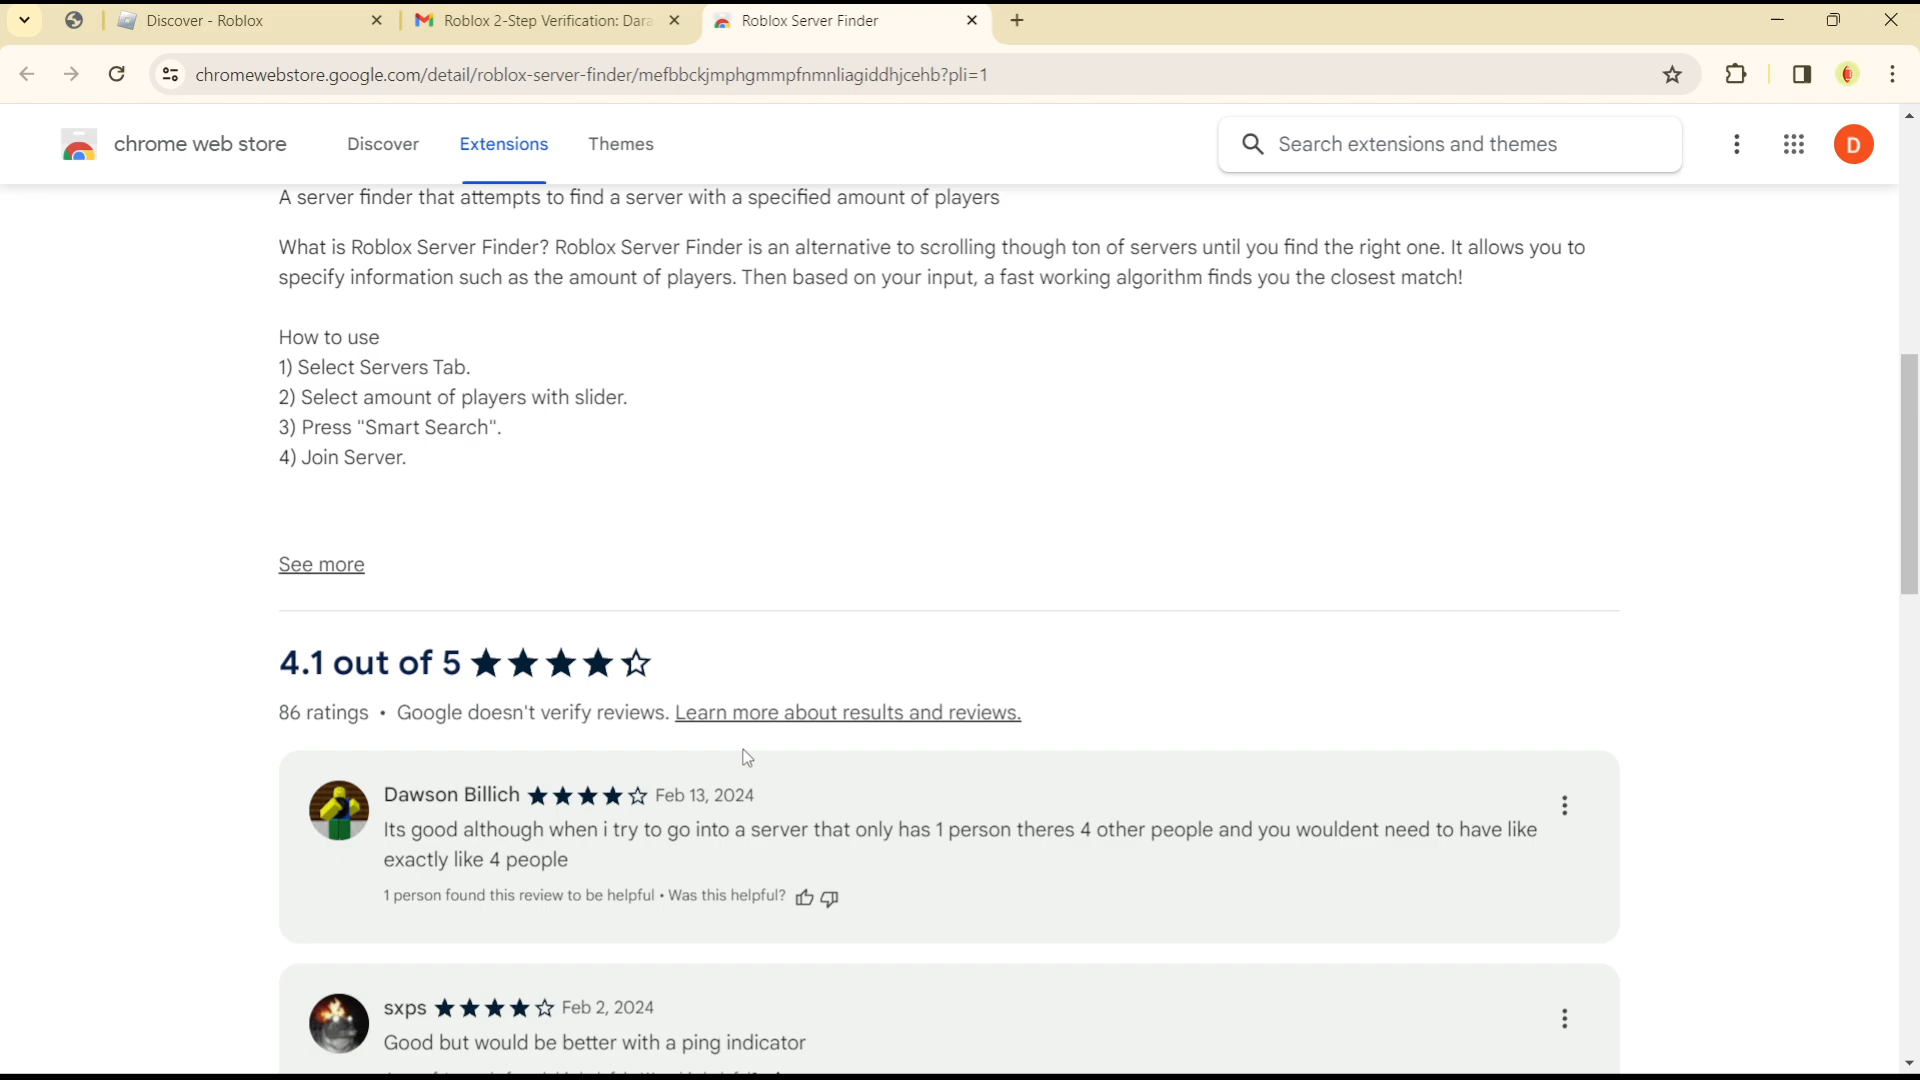 Discover - Roblox
Roblox 2-Step Verification: Dara
Roblox Server Finder
chromewebstore.google.com/detail/roblox-server-finder/mefbbckjmphgmmpfnmnliagiddhjcehb?pli=1
chrome web store Discover Extensions Themes Search extensions and themes D
A server finder that attempts to find a server with a specified amount of players
What is Roblox Server Finder? Roblox Server Finder is an alternative to scrolling though ton of servers until you find the right one. It allows you to
specify information such as the amount of players. Then based on your input, a fast working algorithm finds you the closest match!
How to use
1) Select Servers Tab.
2) Select amount of players with slider.
3) Press "Smart Search".
4) Join Server.
See more
4.1 out of 5
86 ratings • Google doesn't verify reviews. Learn more about results and reviews.
Dawson Billich Feb 13, 2024
Its good although when i try to go into a server that only has 1 person theres 4 other people and you wouldent need to have like
exactly like 4 people
1 person found this review to be helpful • Was this helpful?
sxps Feb 2, 2024
Good but would be better with a ping indicator